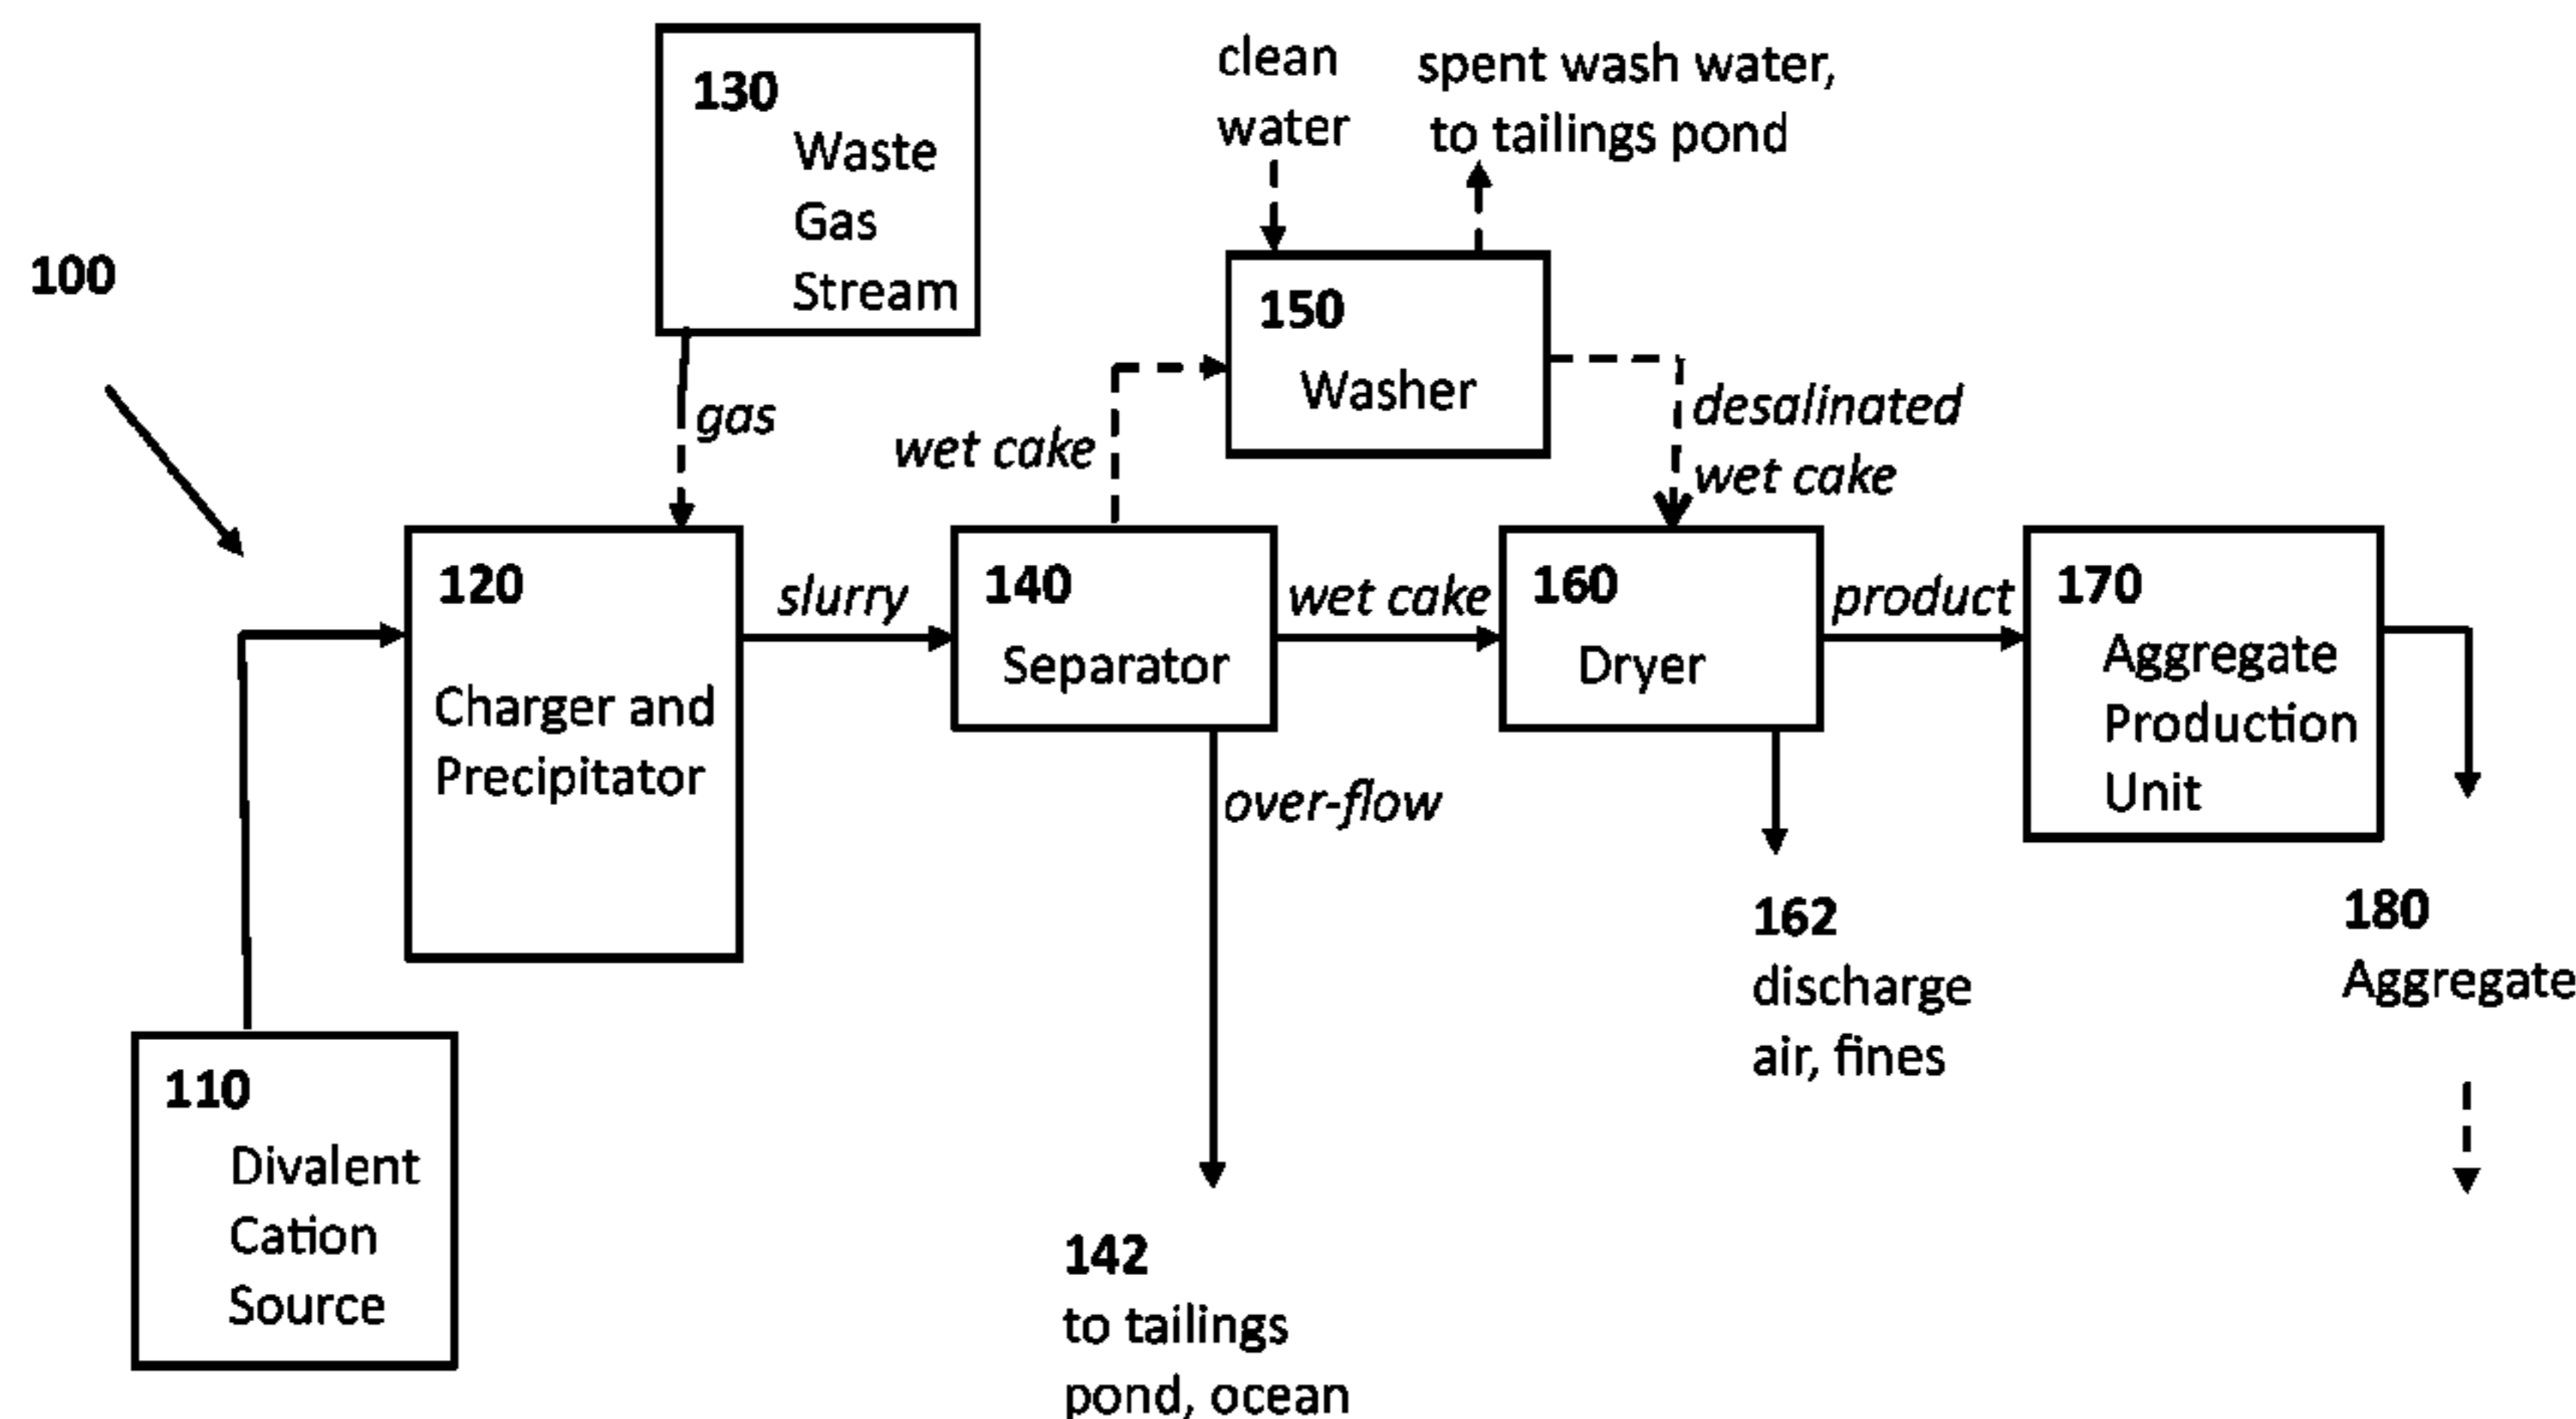 130
Waste
Gas
Stream
clean
water
spent wash water,
to tailings pond
100
150
Washer
gas
wet cake
desalinated
wet cake
120
Charger and
Precipitator
slurry
140
Separator
wet cake
160
Dryer
product
170
Aggregate
Production
Unit
over-flow
162
discharge
air, fines
180
Aggregate
110
Divalent
Cation
Source
142
to tailings
pond, ocean